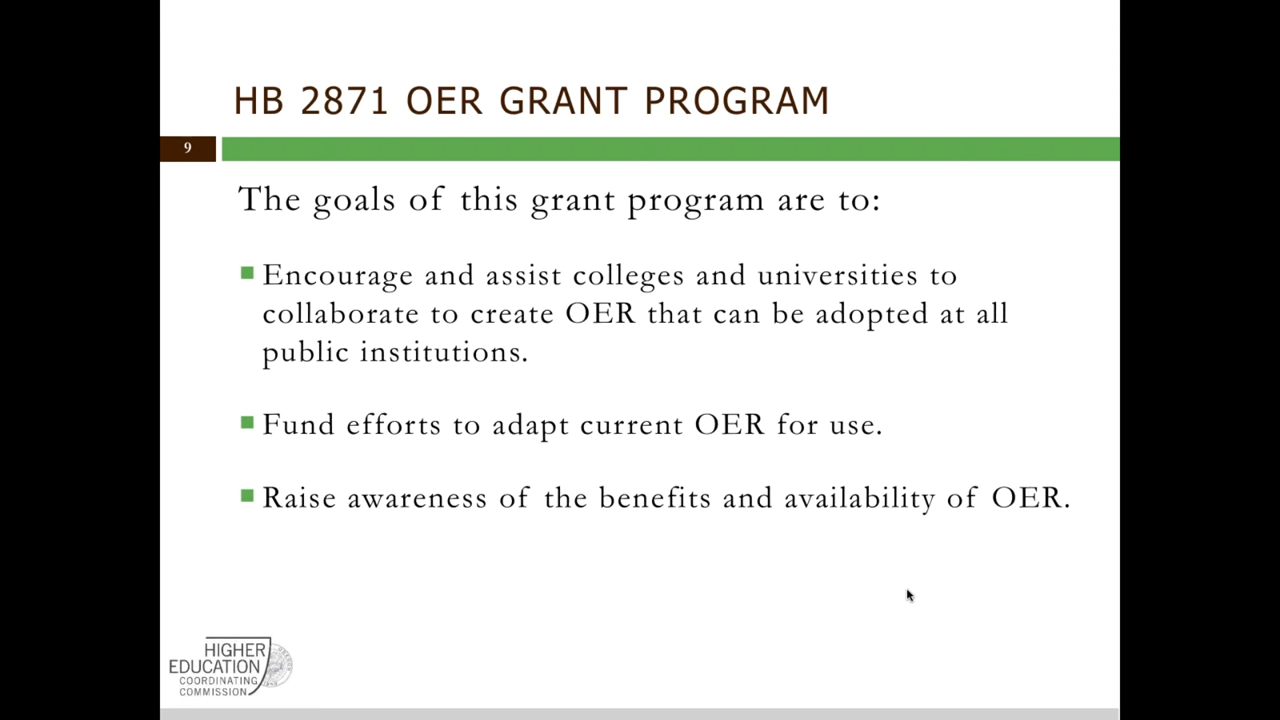 HB 2871 OER GRANT PROGRAM
9
The goals of this grant program are to:
Encourage and assist colleges and universities to
collaborate to create OER that can be adopted at all
public institutions.
Fund efforts to adapt current OER for use.
Raise awareness of the benefits and availability of OER.
HIGHER
EDUCATION
COORDINATING
COMMISSION